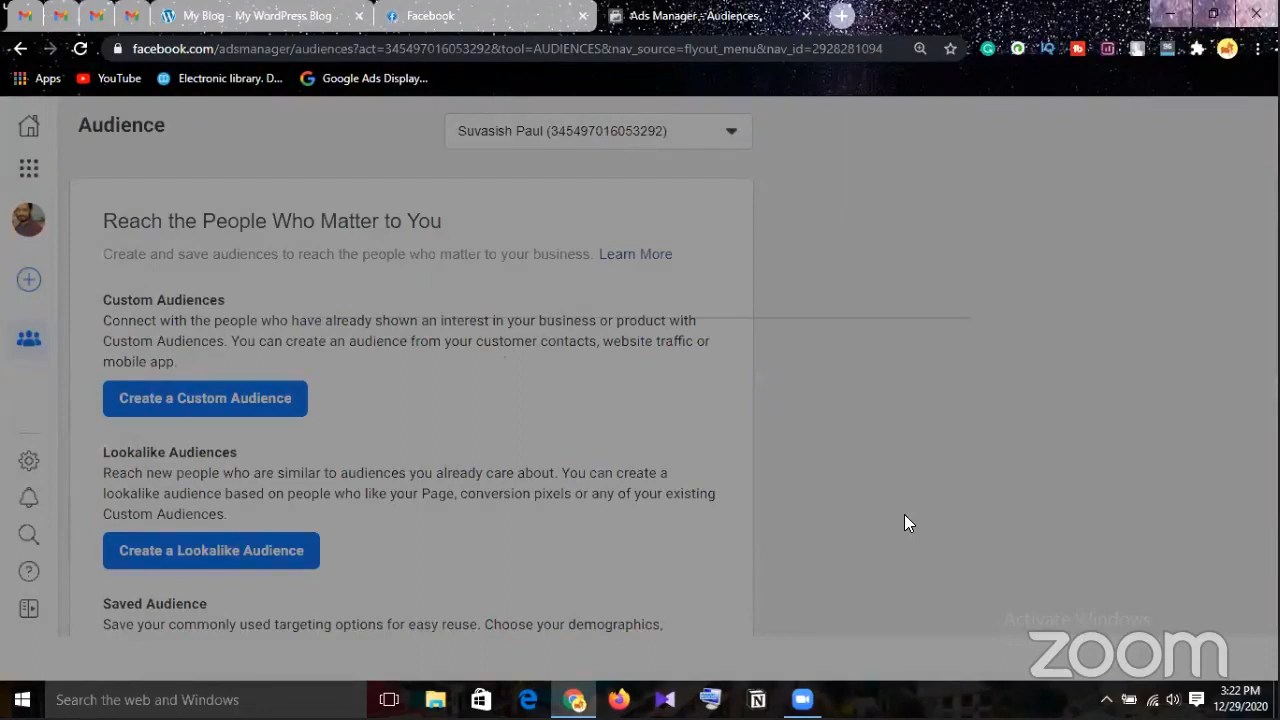 My Blog - My WordPress Blog
Facebook
Ads Manager - Audiences,
facebook.com/adsmanager/audiences?act=345497016053292&tool=AUDIENCES&nav_source=flyout_menu&nav_id=2928281094
Apps
YouTube
Electronic library. D...
Google Ads Display...
Audience
Suvasish Paul (345497016053292)
Reach the People Who Matter to You
Create and save audiences to reach the people who matter to your business. Learn More
Custom Audiences
Connect with the people who have already shown an interest in your business or product with
Custom Audiences. You can create an audience from your customer contacts, website traffic or
mobile app.
Create a Custom Audience
Lookalike Audiences
Reach new people who are similar to audiences you already care about. You can create a
lookalike audience based on people who like your Page, conversion pixels or any of your existing
Custom Audiences.
Create a Lookalike Audience
Saved Audience
Save your commonly used targeting options for easy reuse. Choose your demographics,
Activate Windows
zoom
Search the web and Windows
3:22 PM
12/29/2020